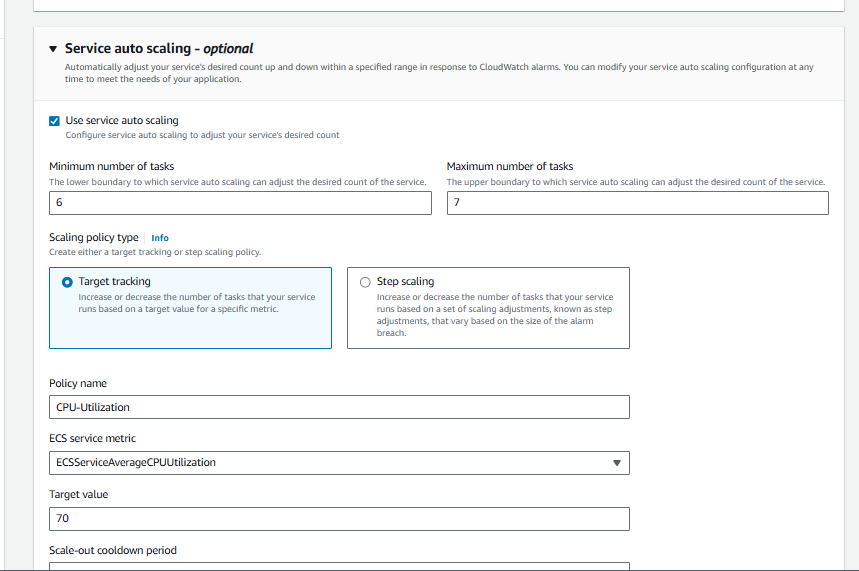 Service auto scaling - optional
Automatically adjust your service's desired count up and down within a specified range in response to CloudWatch alarms. You can modify your service auto scaling configuration at any
time to meet the needs of your application.
Use service auto scaling
Configure service auto scaling to adjust your service's desired count
Minimum number of tasks
The lower boundary to which service auto scaling can adjust the desired count of the service.
6
Maximum number of tasks
The upper boundary to which service auto scaling can adjust the desired count of the service.
7
Scaling policy type Info
Create either a target tracking or step scaling policy.
Target tracking
Increase or decrease the number of tasks that your service
runs based on a target value for a specific metric.
Step scaling
Increase or decrease the number of tasks that your service
runs based on a set of scaling adjustments, known as step
adjustments, that vary based on the size of the alarm
breach.
Policy name
CPU-Utilization
ECS service metric
ECSServiceAverageCPUUtilization
Target value
70
Scale-out cooldown period